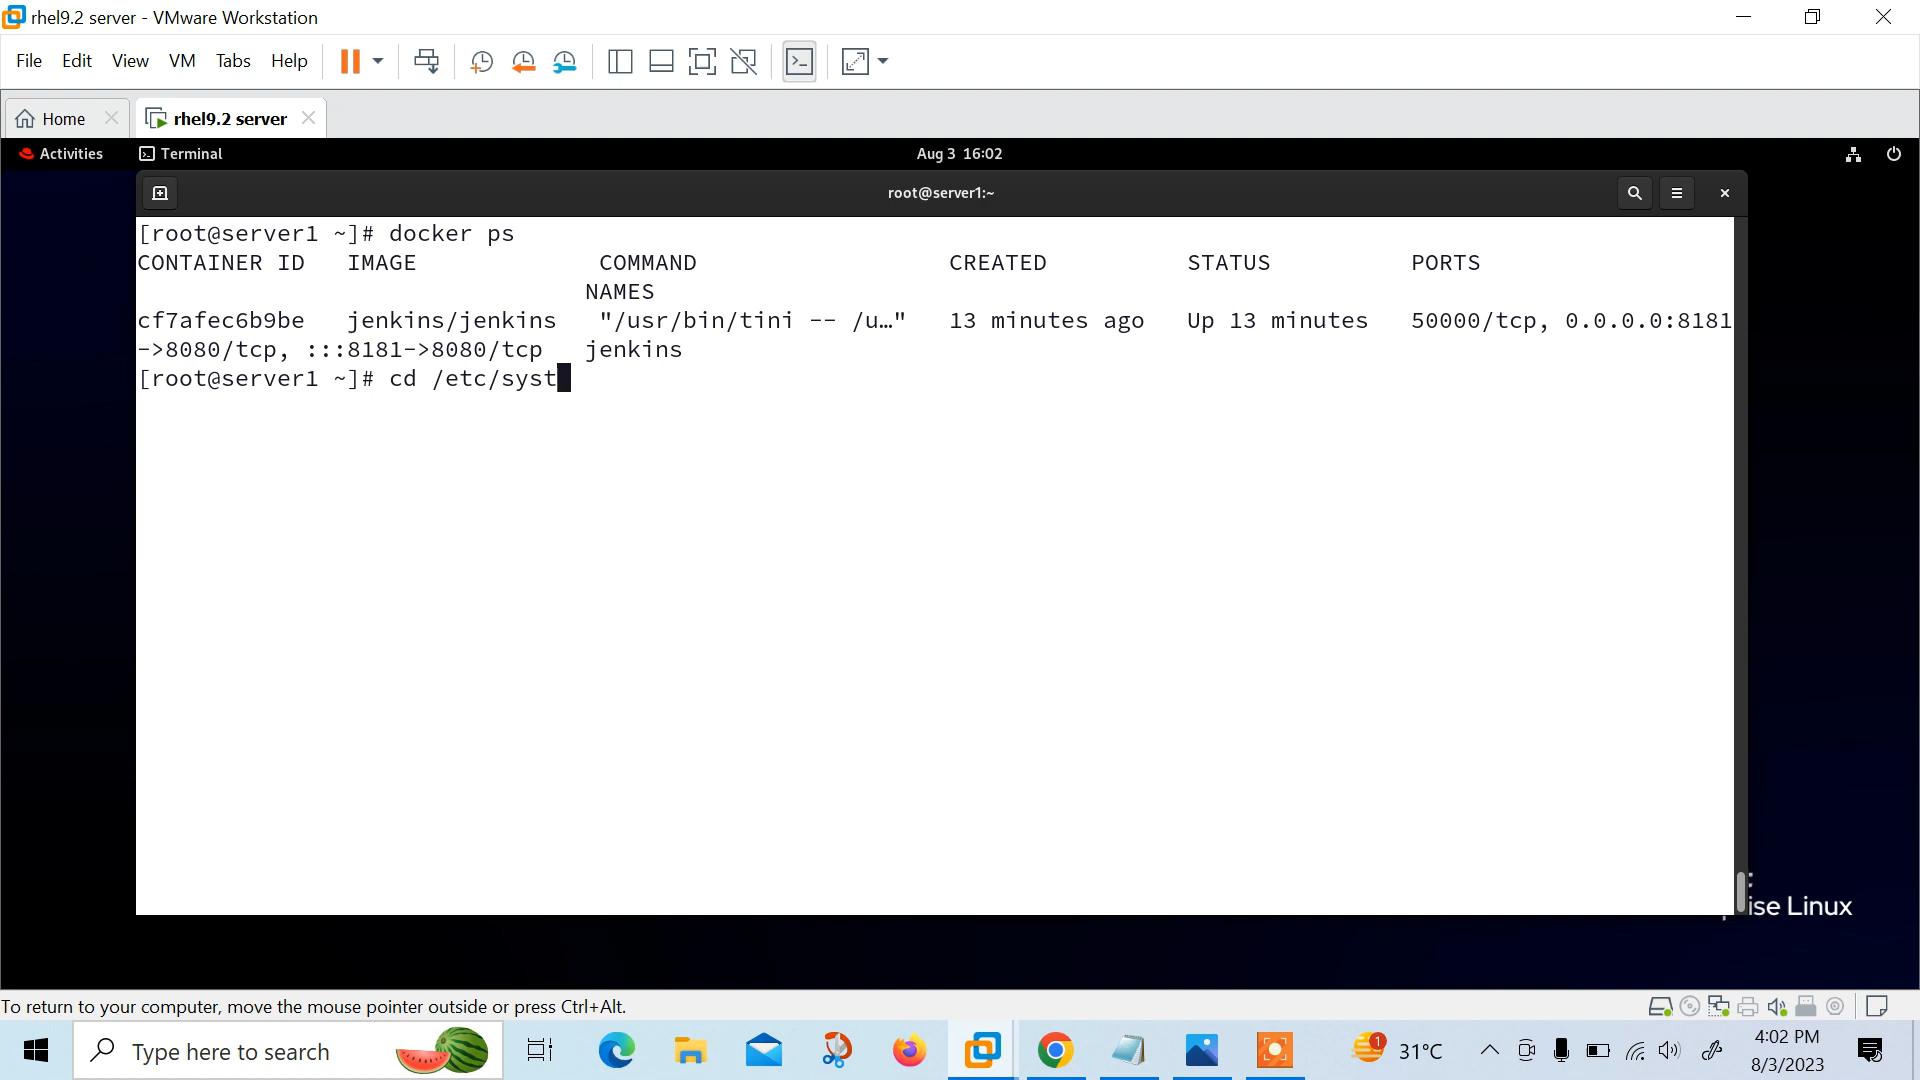 rhel9.2 server - VMware Workstation
File Edit View VM Tabs Help
Home rhel9.2 server
Activities Terminal Aug 3 16:02
root@server1:~
[root@server1 ~]# docker ps
CONTAINER ID IMAGE COMMAND CREATED STATUS PORTS
NAMES
cf7afec6b9be jenkins/jenkins "/usr/bin/tini -- /u…" 13 minutes ago Up 13 minutes 50000/tcp, 0.0.0.0:8181
->8080/tcp, :::8181->8080/tcp jenkins
[root@server1 ~]# cd /etc/syst
ise Linux
To return to your computer, move the mouse pointer outside or press Ctrl+Alt.
Type here to search 1 31°C 4:02 PM
8/3/2023